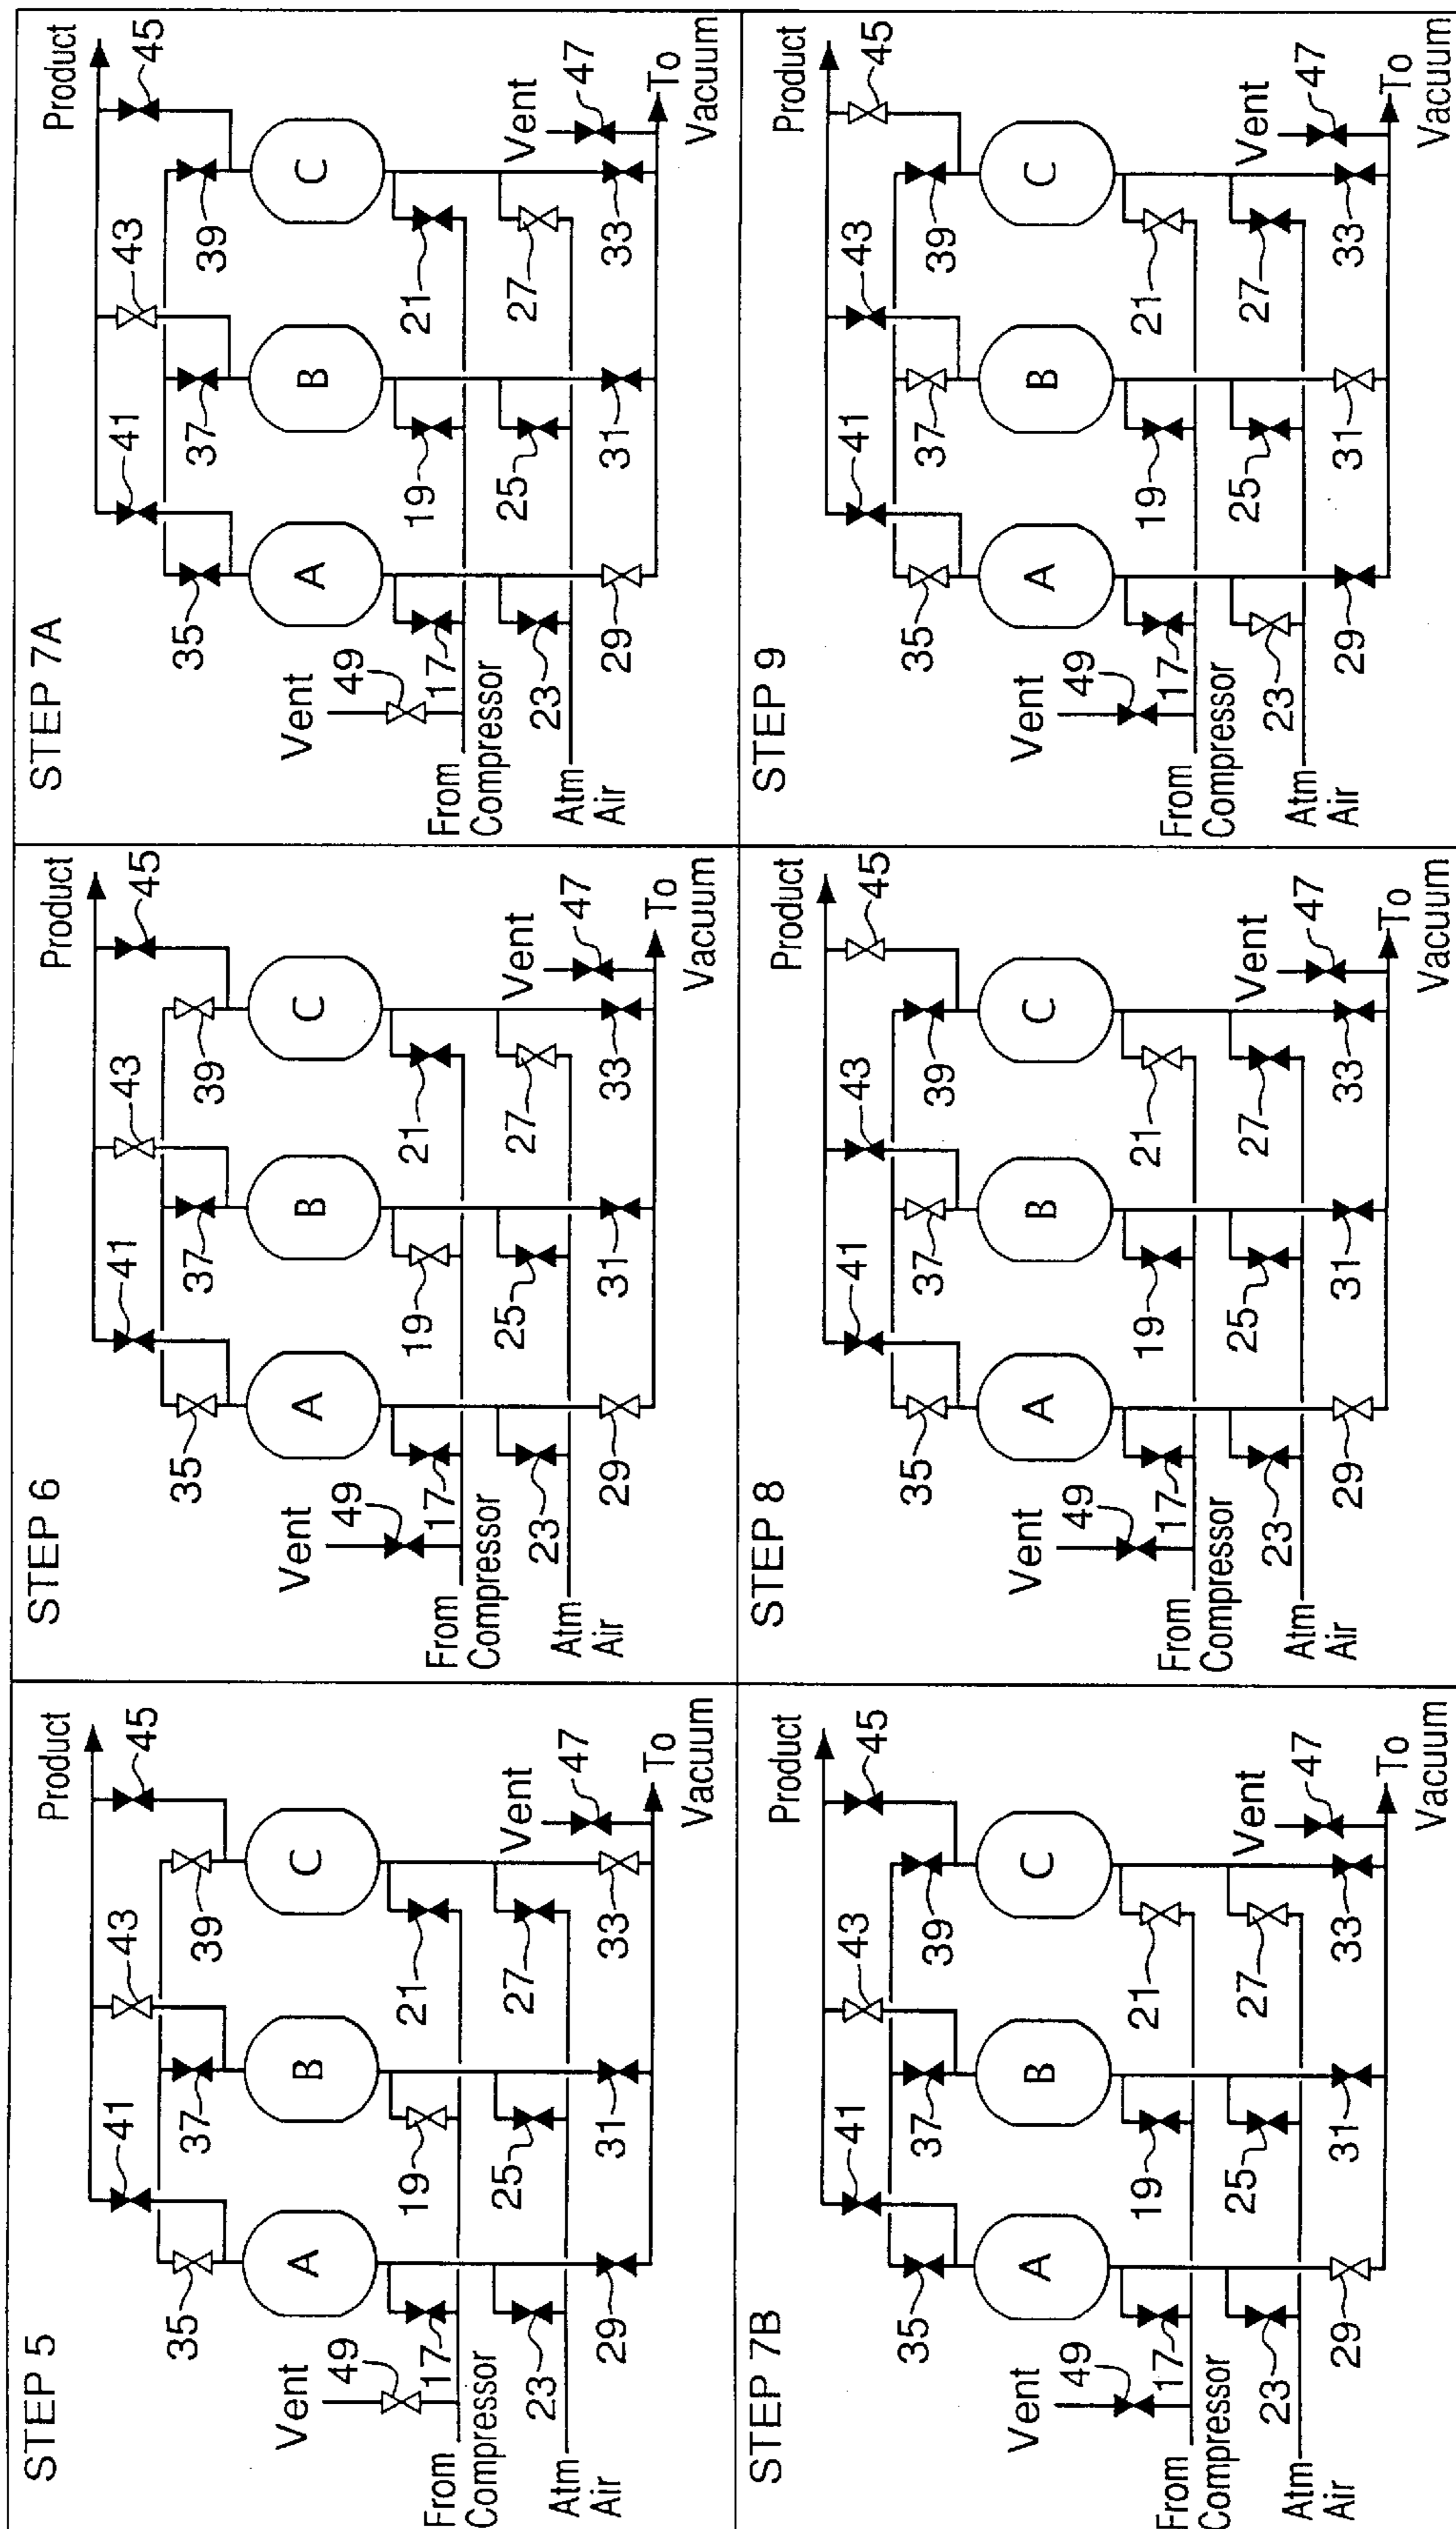 STEP 5
Product
45
43
41
39
37
35
C
B
A
Vent
49
21
19
17
From
Compressor
27
25
23
Atm
Air
Vent
47
33
31
29
To
Vacuum
STEP 6
Product
45
43
41
39
37
35
C
B
A
Vent
49
21
19
17
From
Compressor
27
25
23
Atm
Air
Vent
47
33
31
29
To
Vacuum
STEP 7A
Product
45
43
41
39
37
35
C
B
A
Vent
49
21
19
17
From
Compressor
27
25
23
Atm
Air
Vent
47
33
31
29
To
Vacuum
STEP 7B
Product
45
43
41
39
37
35
C
B
A
Vent
49
21
19
17
From
Compressor
27
25
23
Atm
Air
Vent
47
33
31
29
To
Vacuum
STEP 8
Product
45
43
41
39
37
35
C
B
A
Vent
49
21
19
17
From
Compressor
27
25
23
Atm
Air
Vent
47
33
31
29
To
Vacuum
STEP 9
Product
45
43
41
39
37
35
C
B
A
Vent
49
21
19
17
From
Compressor
27
25
23
Atm
Air
Vent
47
33
31
29
To
Vacuum